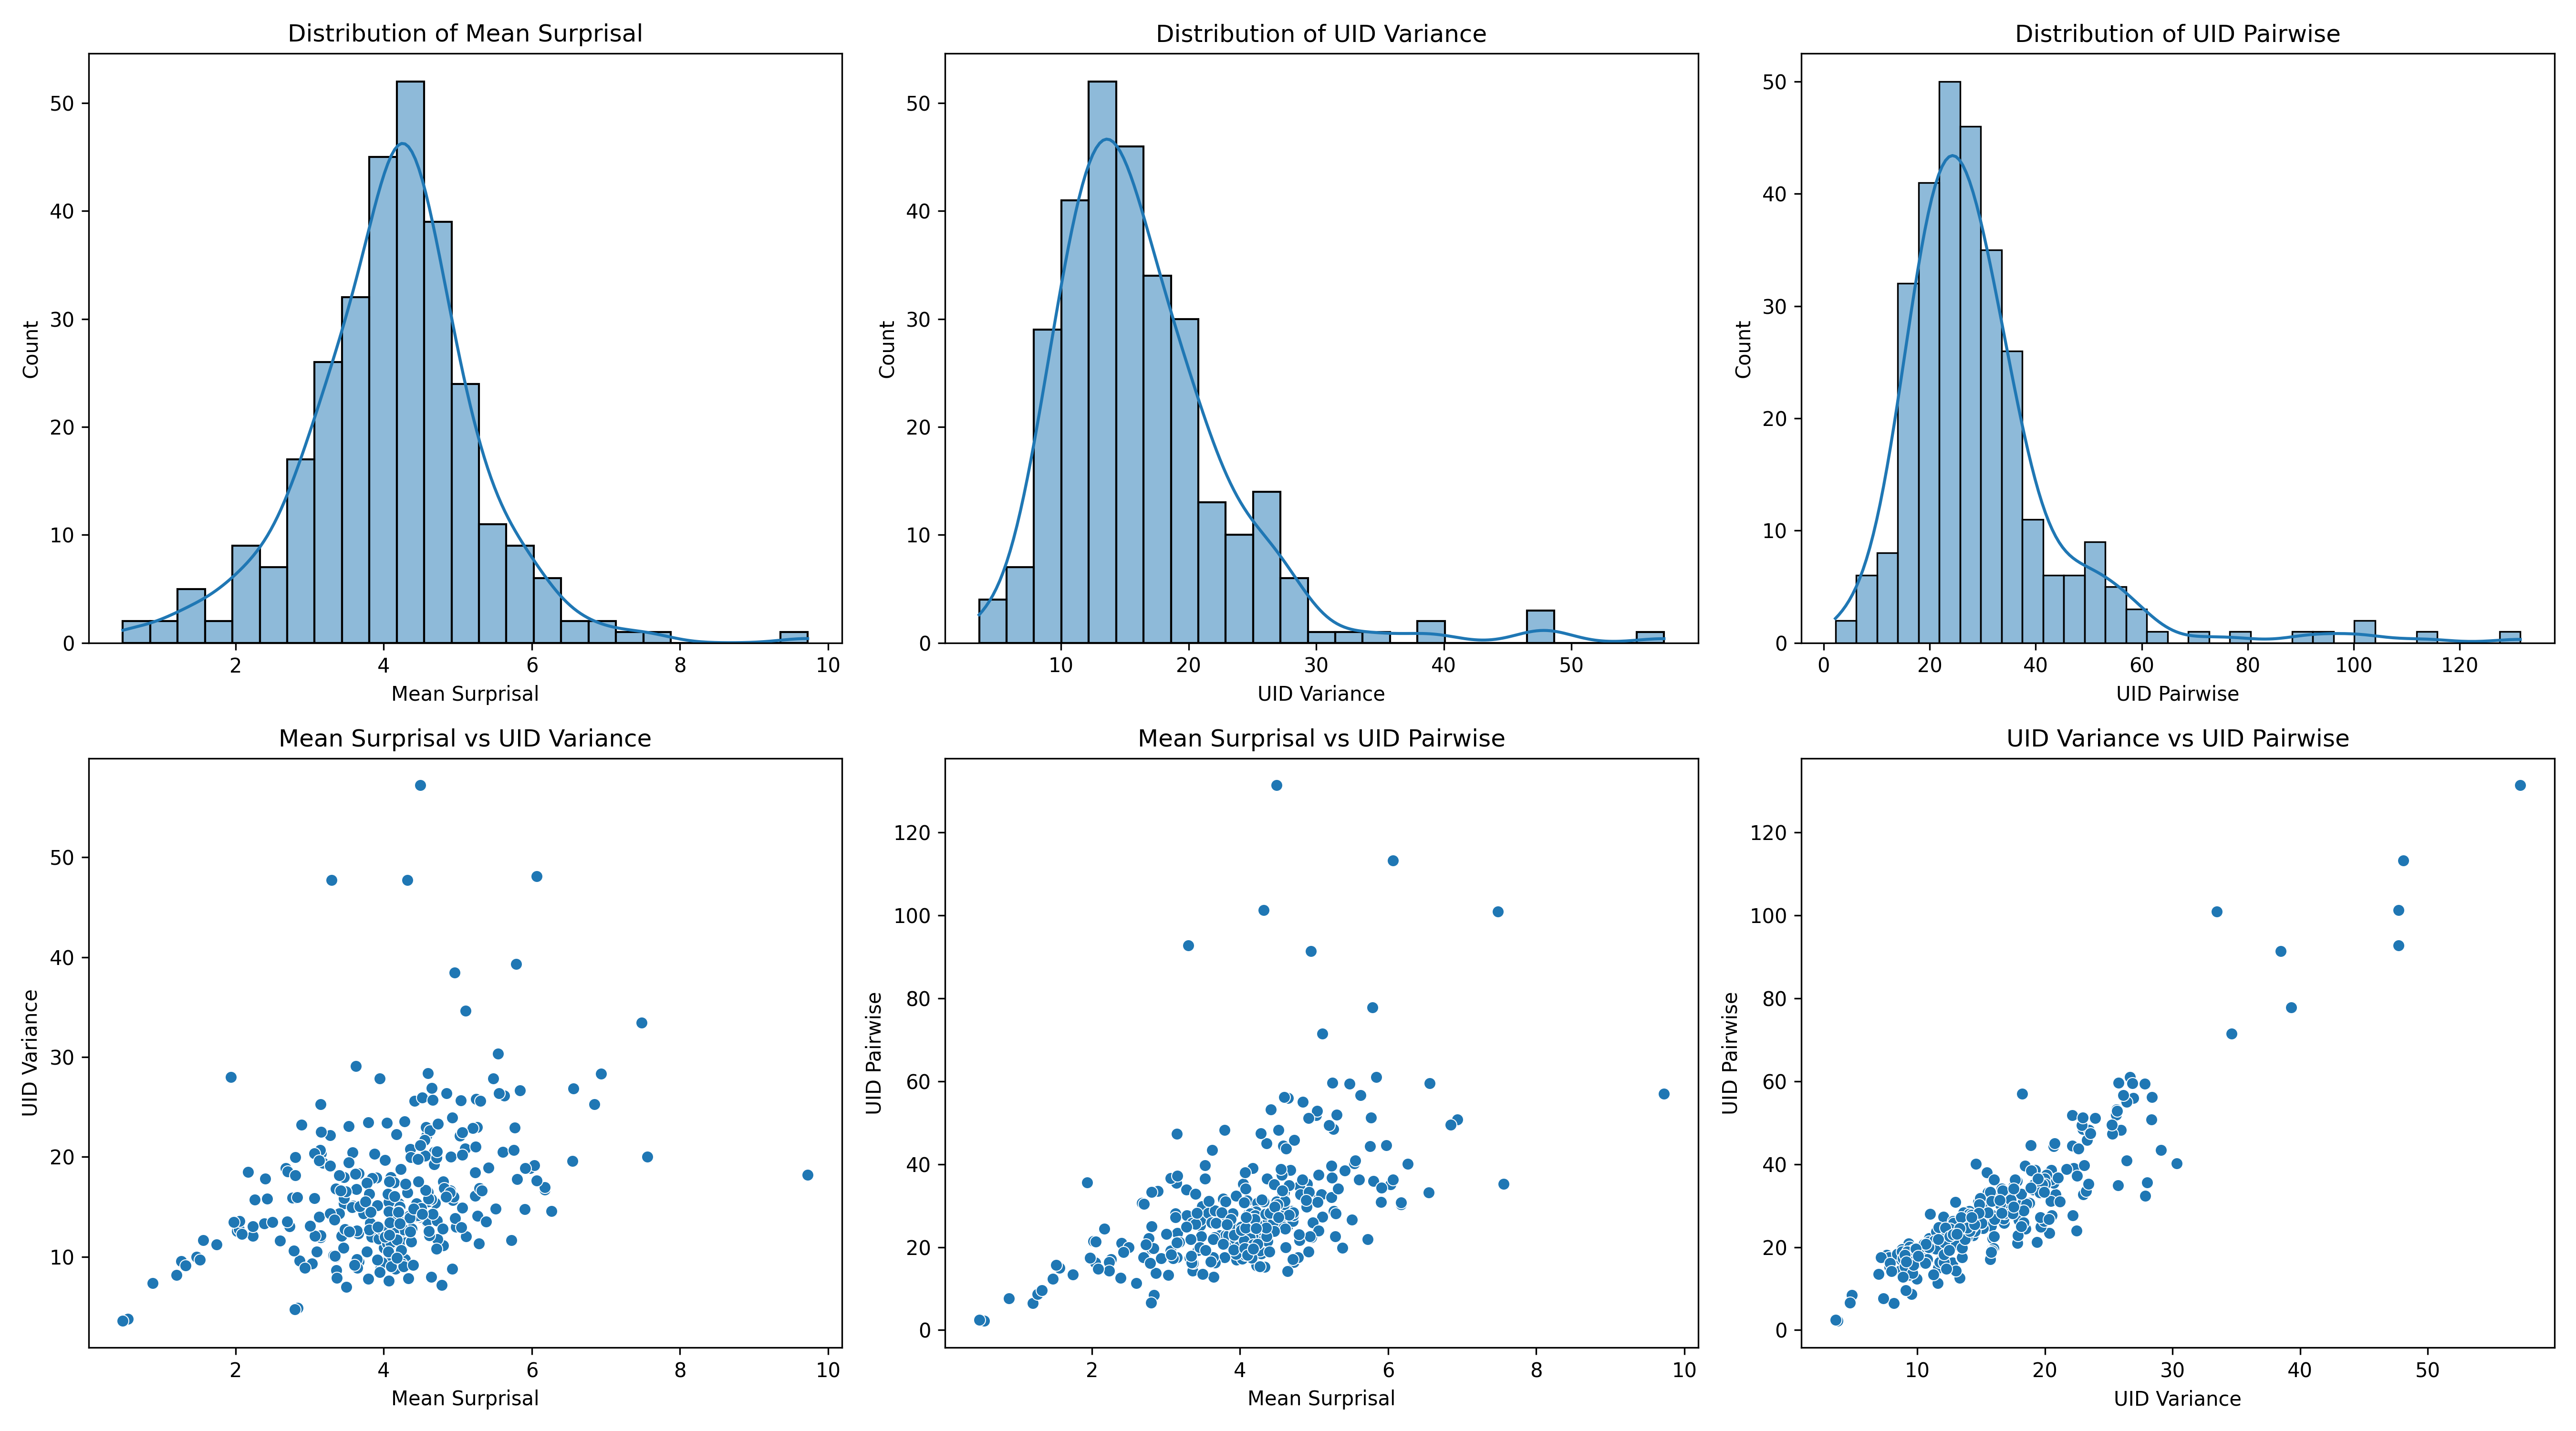 Distribution of Mean Surprisal
Count
50
40
30
20
10
0
2 4 6 8 10
Mean Surprisal
Distribution of UID Variance
Count
50
40
30
20
10
0
10 20 30 40 50
UID Variance
Distribution of UID Pairwise
Count
50
40
30
20
10
0
0 20 40 60 80 100 120
UID Pairwise
Mean Surprisal vs UID Variance
UID Variance
50
40
30
20
10
2 4 6 8 10
Mean Surprisal
Mean Surprisal vs UID Pairwise
UID Pairwise
120
100
80
60
40
20
0
2 4 6 8 10
Mean Surprisal
UID Variance vs UID Pairwise
UID Pairwise
120
100
80
60
40
20
0
10 20 30 40 50
UID Variance